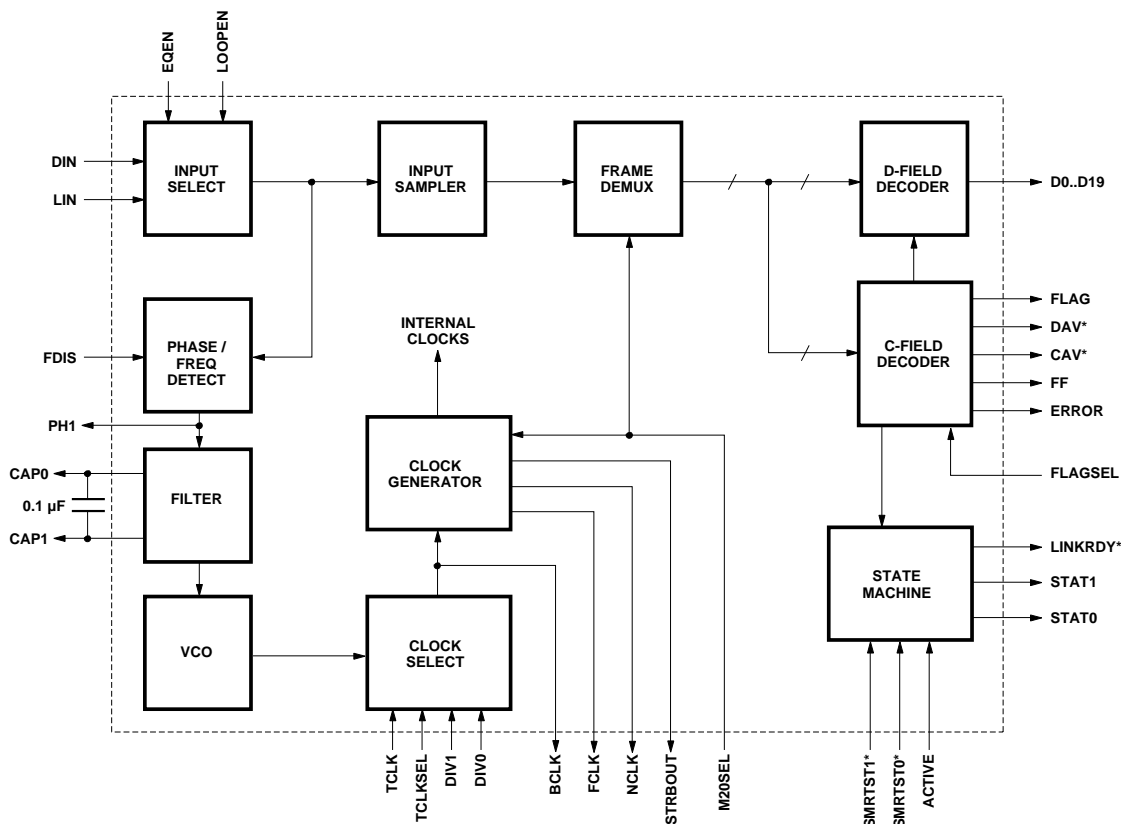 EQEN
LOOPEN
DIN
LIN
INPUT
SELECT
INPUT
SAMPLER
FRAME
DEMUX
D-FIELD
DECODER
D0..D19
FDIS
PHASE /
FREQ
DETECT
INTERNAL
CLOCKS
C-FIELD
DECODER
FLAG
DAV*
CAV*
FF
ERROR
PH1
CAP0
0.1 µF
CAP1
FILTER
CLOCK
GENERATOR
FLAGSEL
STATE
MACHINE
LINKRDY*
STAT1
STAT0
VCO
CLOCK
SELECT
TCLK
TCLKSEL
DIV1
DIV0
BCLK
FCLK
NCLK
STRBOUT
M20SEL
SMRTST1*
SMRTST0*
ACTIVE